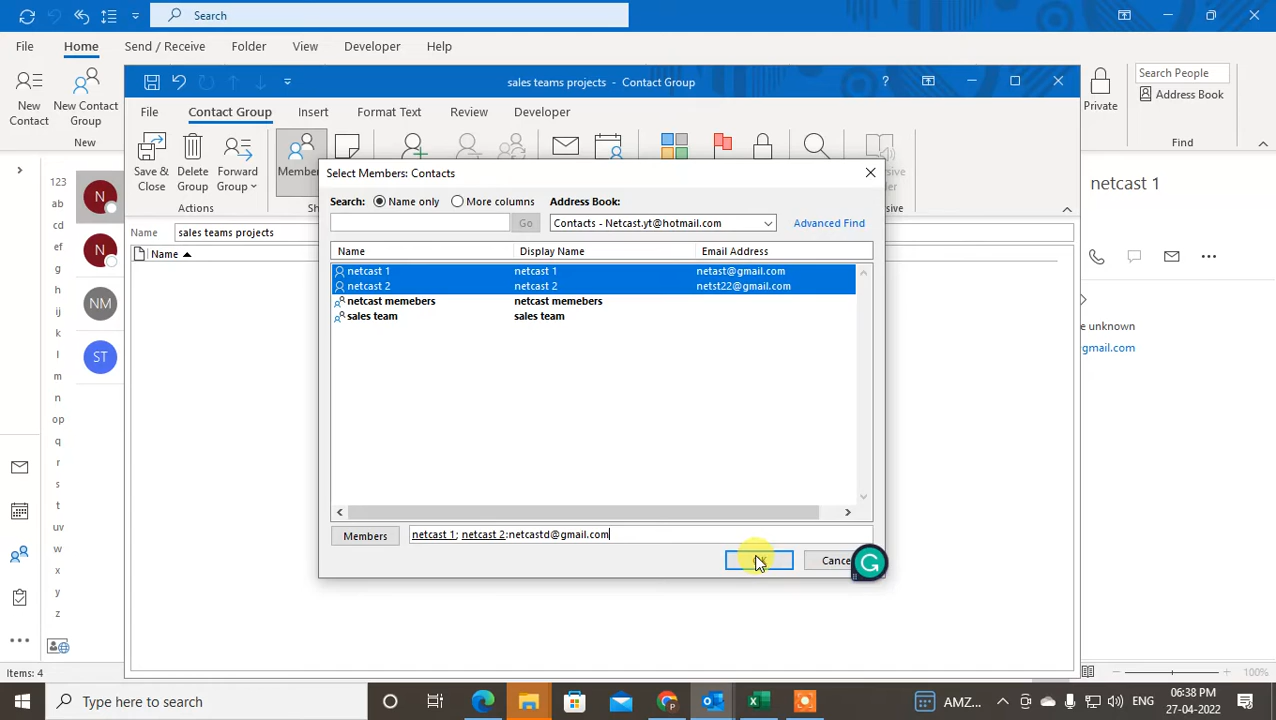 Search
File Home Send / Receive Folder View Developer Help
New Contact
New Contact Group
New
Private
Search People
Address Book
Find
sales teams projects - Contact Group
File Contact Group Insert Format Text Review Developer
Save & Close
Delete Group
Forward Group
Actions
Name sales teams projects
Name
Select Members: Contacts
Search: Name only More columns Address Book:
Go Contacts - Netcast.yt@hotmail.com Advanced Find
Name Display Name Email Address
netcast 1 netcast 1 netast@gmail.com
netcast 2 netcast 2 netst22@gmail.com
netcast memebers netcast memebers
sales team sales team
Members netcast 1; netcast 2:netcastd@gmail.com
123
ab
cd
ef
g
h
ij
k
l
m
n
op
q
r
s
t
uv
w
x
y
z
N
N
NM
ST
netcast 1
e unknown
gmail.com
Items: 4
100%
Type here to search
AMZ...
ENG
06:38 PM
27-04-2022